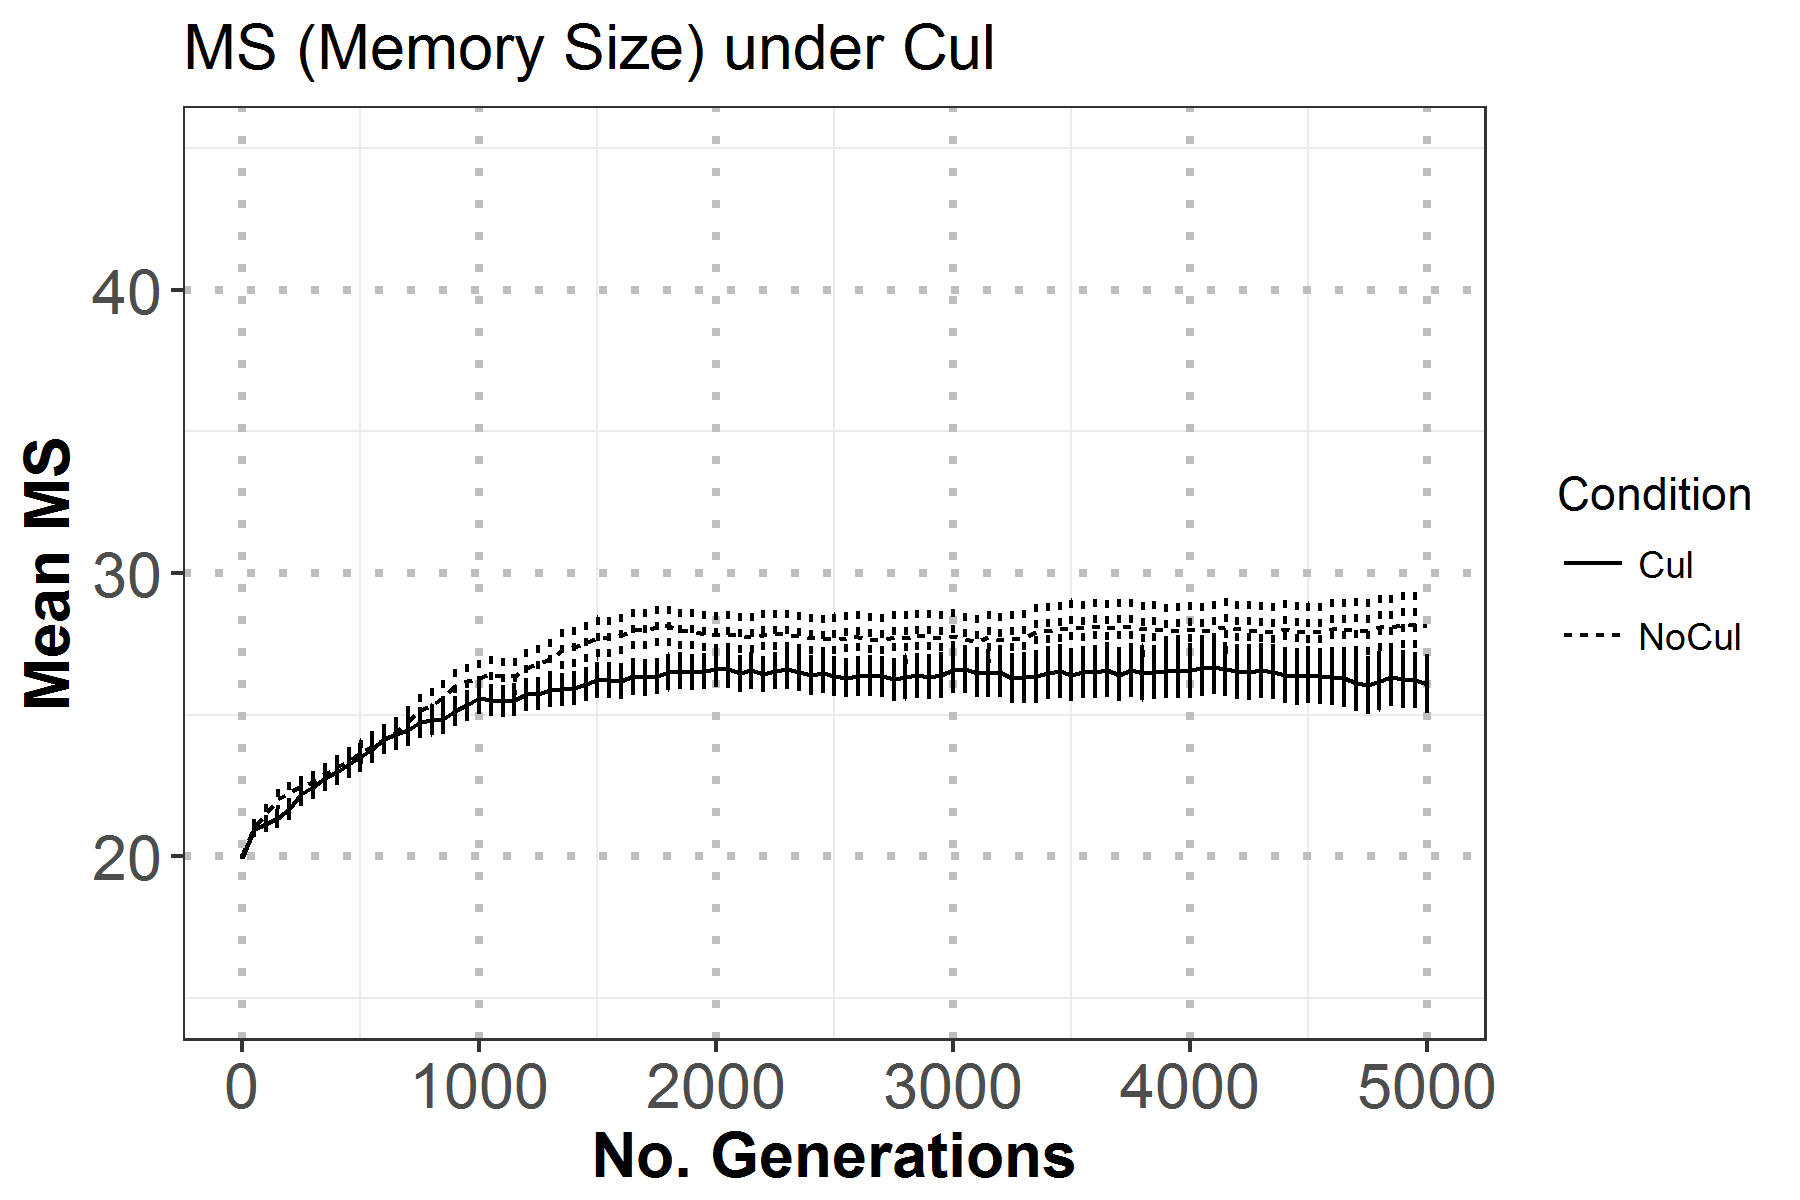 MS (Memory Size) under Cul
Mean MS
40
30
20
0 1000 2000 3000 4000 5000
No. Generations
Condition
Cul
NoCul